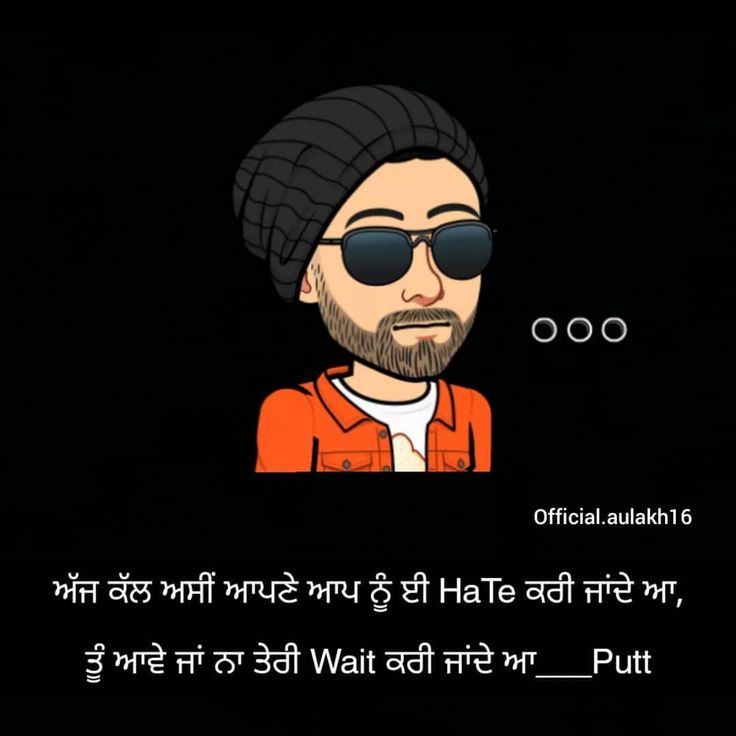 Official.aulakh16
ਅੱਜ ਕੱਲ ਅਸੀਂ ਆਪਣੇ ਆਪ ਨੂੰ ਈ HaTe ਕਰੀ ਜਾਂਦੇ ਆ,
ਤੂੰ ਆਵੇ ਜਾਂ ਨਾ ਤੇਰੀ Wait ਕਰੀ ਜਾਂਦੇ ਆ___Putt